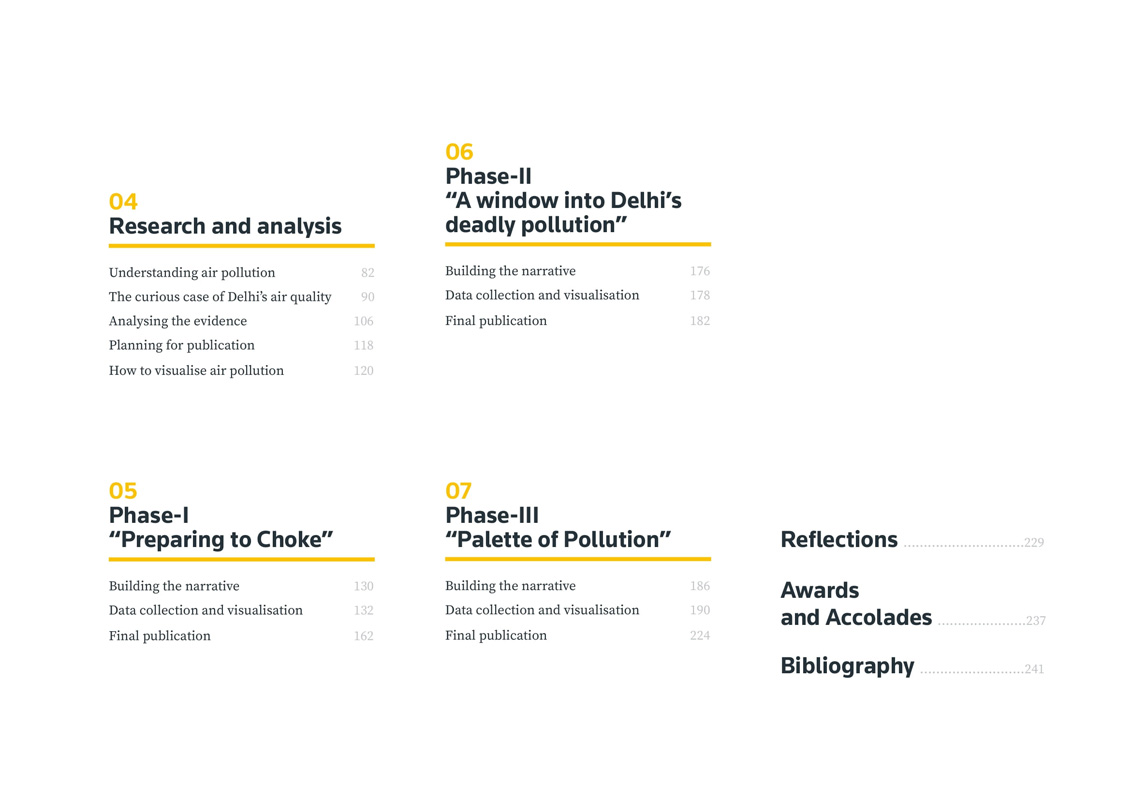 04
Research and analysis
Understanding air pollution 82
The curious case of Delhi’s air quality 90
Analysing the evidence 106
Planning for publication 118
How to visualise air pollution 120
05
Phase-I
“Preparing to Choke”
Building the narrative 130
Data collection and visualisation 132
Final publication 162
06
Phase-II
“A window into Delhi’s
deadly pollution”
Building the narrative 176
Data collection and visualisation 178
Final publication 182
07
Phase-III
“Palette of Pollution”
Building the narrative 186
Data collection and visualisation 190
Final publication 224
Reflections ..............................229
Awards
and Accolades ......................237
Bibliography ..........................241